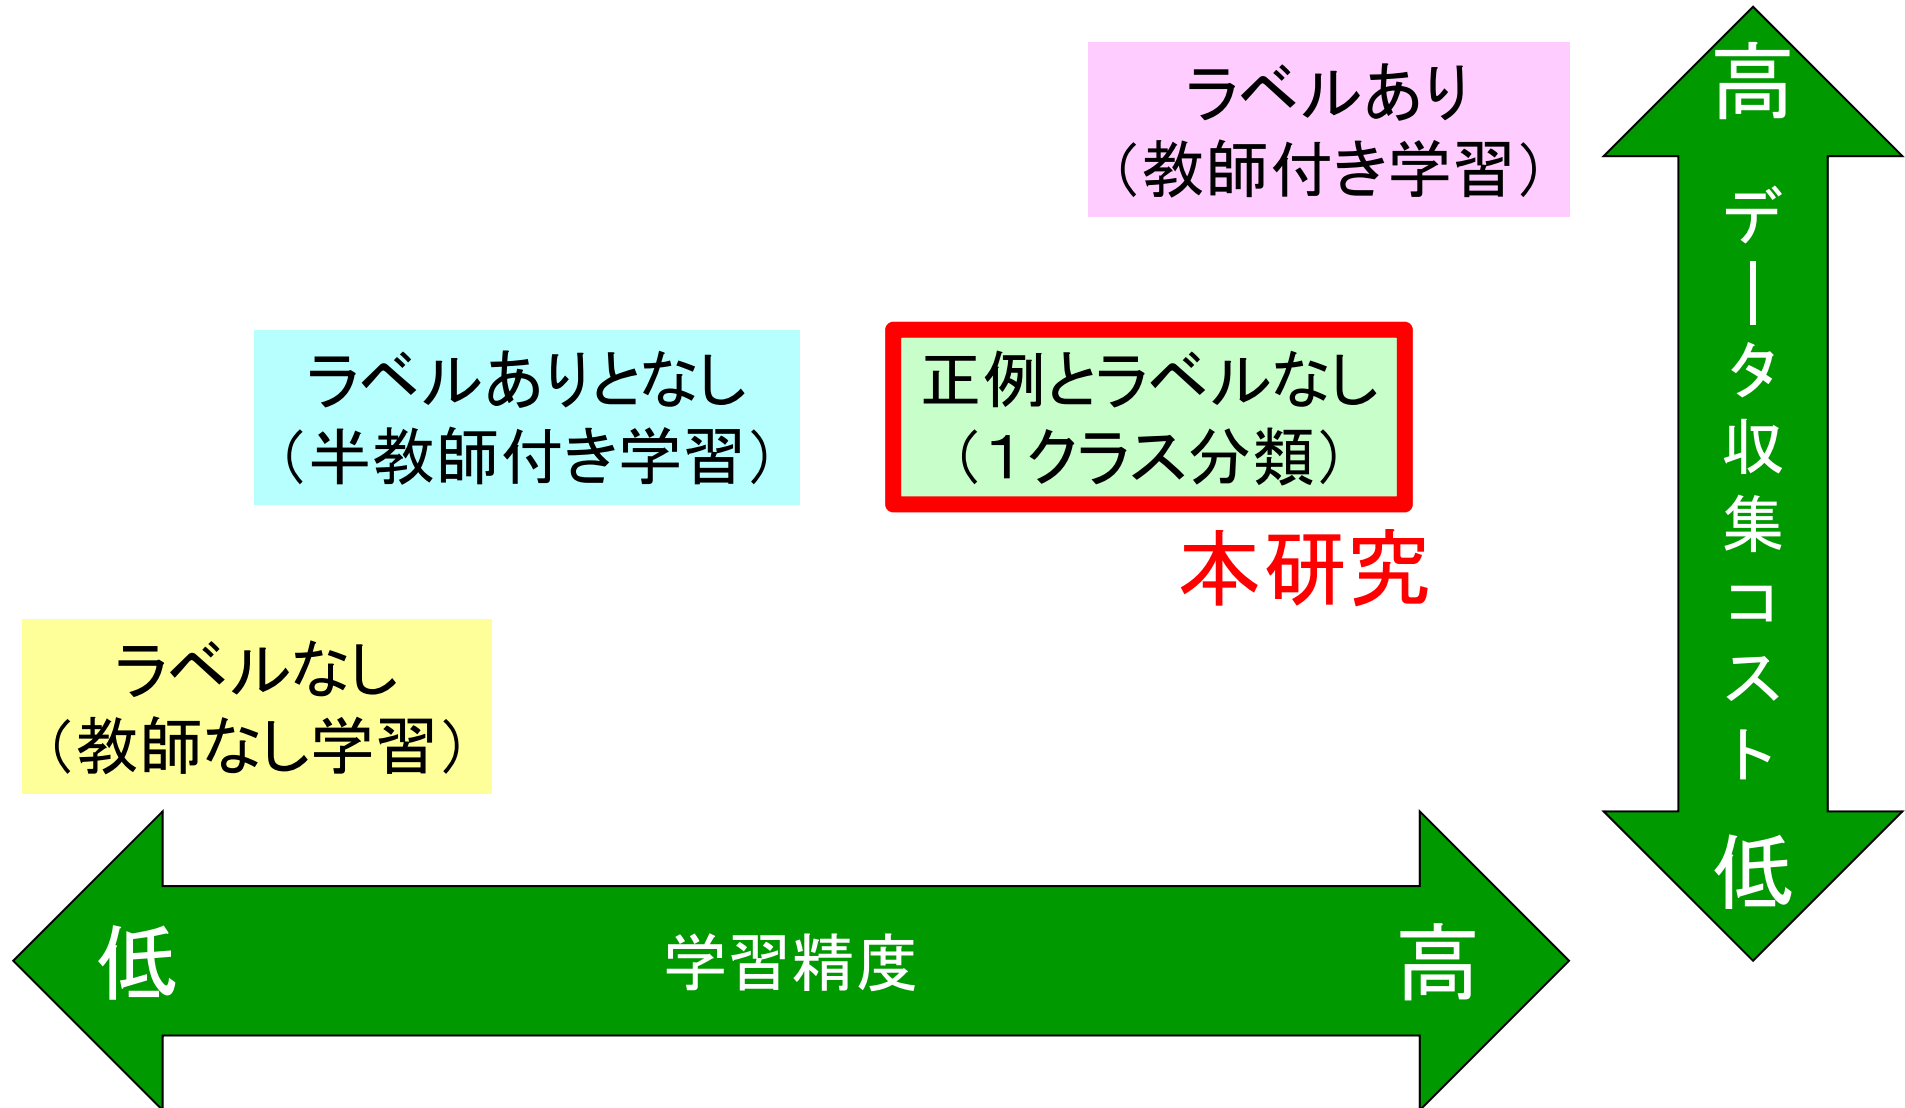 ラベルあり
（教師付き学習）
高
データ収集コスト
低
ラベルありとなし
（半教師付き学習）
正例とラベルなし
（１クラス分類）
本研究
ラベルなし
（教師なし学習）
低
学習精度
高